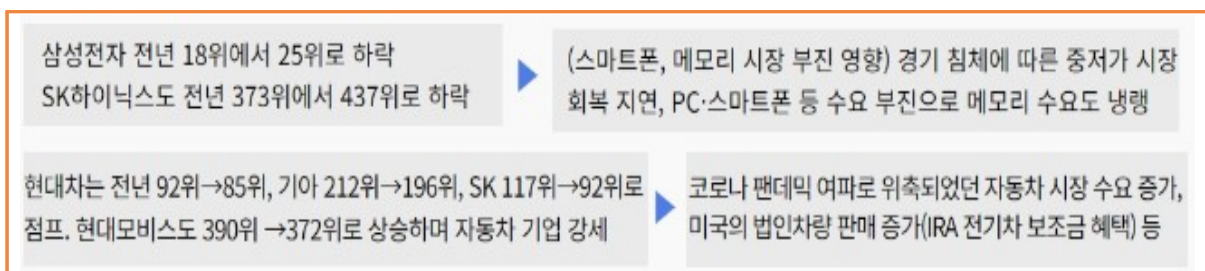 삼성전자 전년 18위에서 25위로 하락
SK하이닉스도 전년 373위에서 437위로 하락
(스마트폰, 메모리 시장 부진 영향) 경기 침체에 따른 중저가 시장
회복 지연, PC·스마트폰 등 수요 부진으로 메모리 수요도 냉랭
현대차는 전년 92위→85위, 기아 212위→196위, SK 117위→92위로
점프. 현대모비스도 390위 →372위로 상승하며 자동차 기업 강세
코로나 팬데믹 여파로 위축되었던 자동차 시장 수요 증가,
미국의 법인차량 판매 증가(IRA 전기차 보조금 혜택) 등